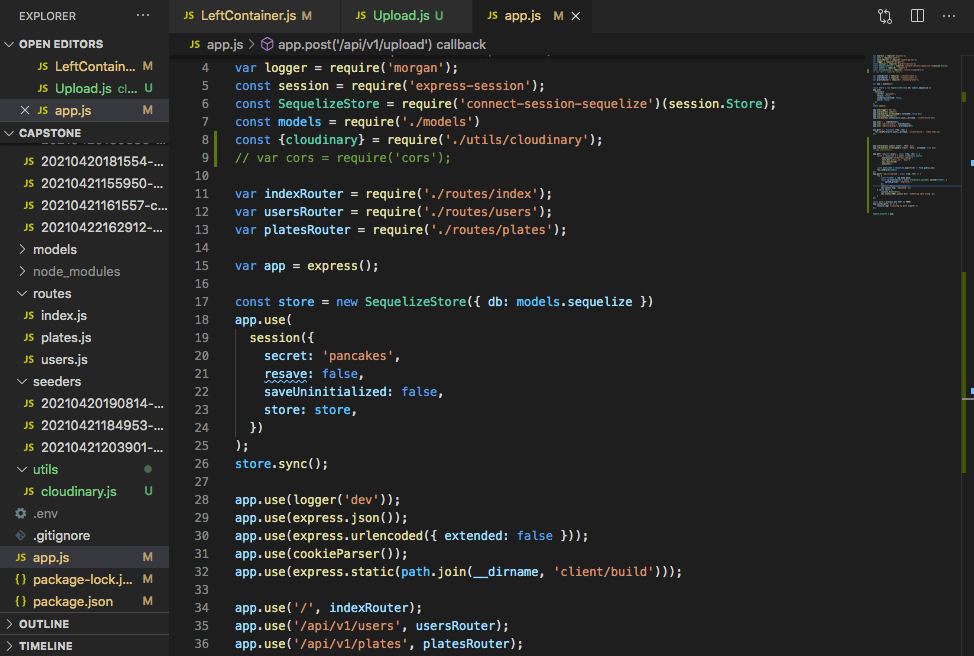 EXPLORER ...
JS LeftContainer.js M JS Upload.js U JS app.js M ×
JS app.js > app.post('/api/v1/upload') callback
OPEN EDITORS
JS LeftContain... M
JS Upload.js cl... U
× JS app.js M
CAPSTONE
JS 20210420181554-...
JS 20210421155950-...
JS 20210421161557-c...
JS 20210422162912-...
> models
> node_modules
routes
JS index.js
JS plates.js
JS users.js
seeders
JS 20210420190814-...
JS 20210421184953-...
JS 20210421203901-...
utils
JS cloudinary.js U
.env
.gitignore
JS app.js M
{} package-lock.j... M
{} package.json M
> OUTLINE
> TIMELINE
4 var logger = require('morgan');
5 const session = require('express-session');
6 const SequelizeStore = require('connect-session-sequelize')(session.Store);
7 const models = require('./models')
8 const {cloudinary} = require('./utils/cloudinary');
9 // var cors = require('cors');
10
11 var indexRouter = require('./routes/index');
12 var usersRouter = require('./routes/users');
13 var platesRouter = require('./routes/plates');
14
15 var app = express();
16
17 const store = new SequelizeStore({ db: models.sequelize })
18 app.use(
19 session({
20 secret: 'pancakes',
21 resave: false,
22 saveUninitialized: false,
23 store: store,
24 })
25 );
26 store.sync();
27
28 app.use(logger('dev'));
29 app.use(express.json());
30 app.use(express.urlencoded({ extended: false }));
31 app.use(cookieParser());
32 app.use(express.static(path.join(__dirname, 'client/build')));
33
34 app.use('/', indexRouter);
35 app.use('/api/v1/users', usersRouter);
36 app.use('/api/v1/plates', platesRouter);